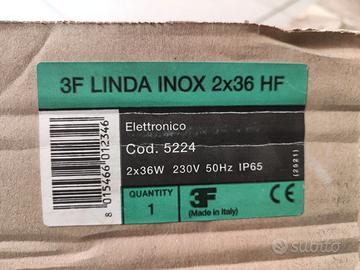 3F LINDA INOX 2x36 HF
Elettronico
Cod. 5224
2x36W 230V 50Hz IP65
(2521)
8 015466 012346
QUANTITY
1
3F
(Made in Italy)
CE
subito